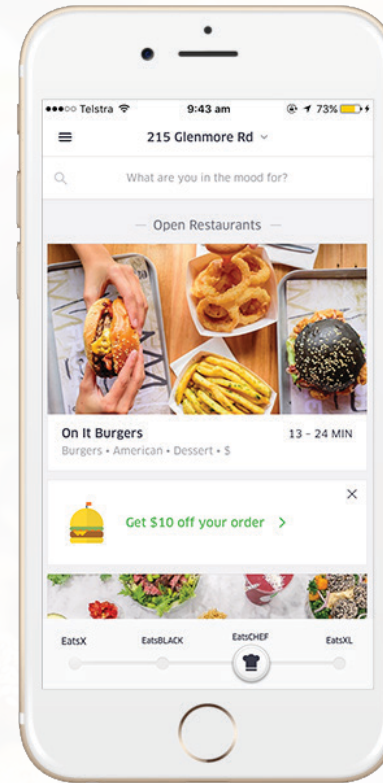 ●●●○○ Telstra 9:43 am 73%
215 Glenmore Rd
What are you in the mood for?
Open Restaurants
On It Burgers 13 - 24 MIN
Burgers • American • Dessert • $
Get $10 off your order >
EatsX EatsBLACK EatsCHEF EatsXL